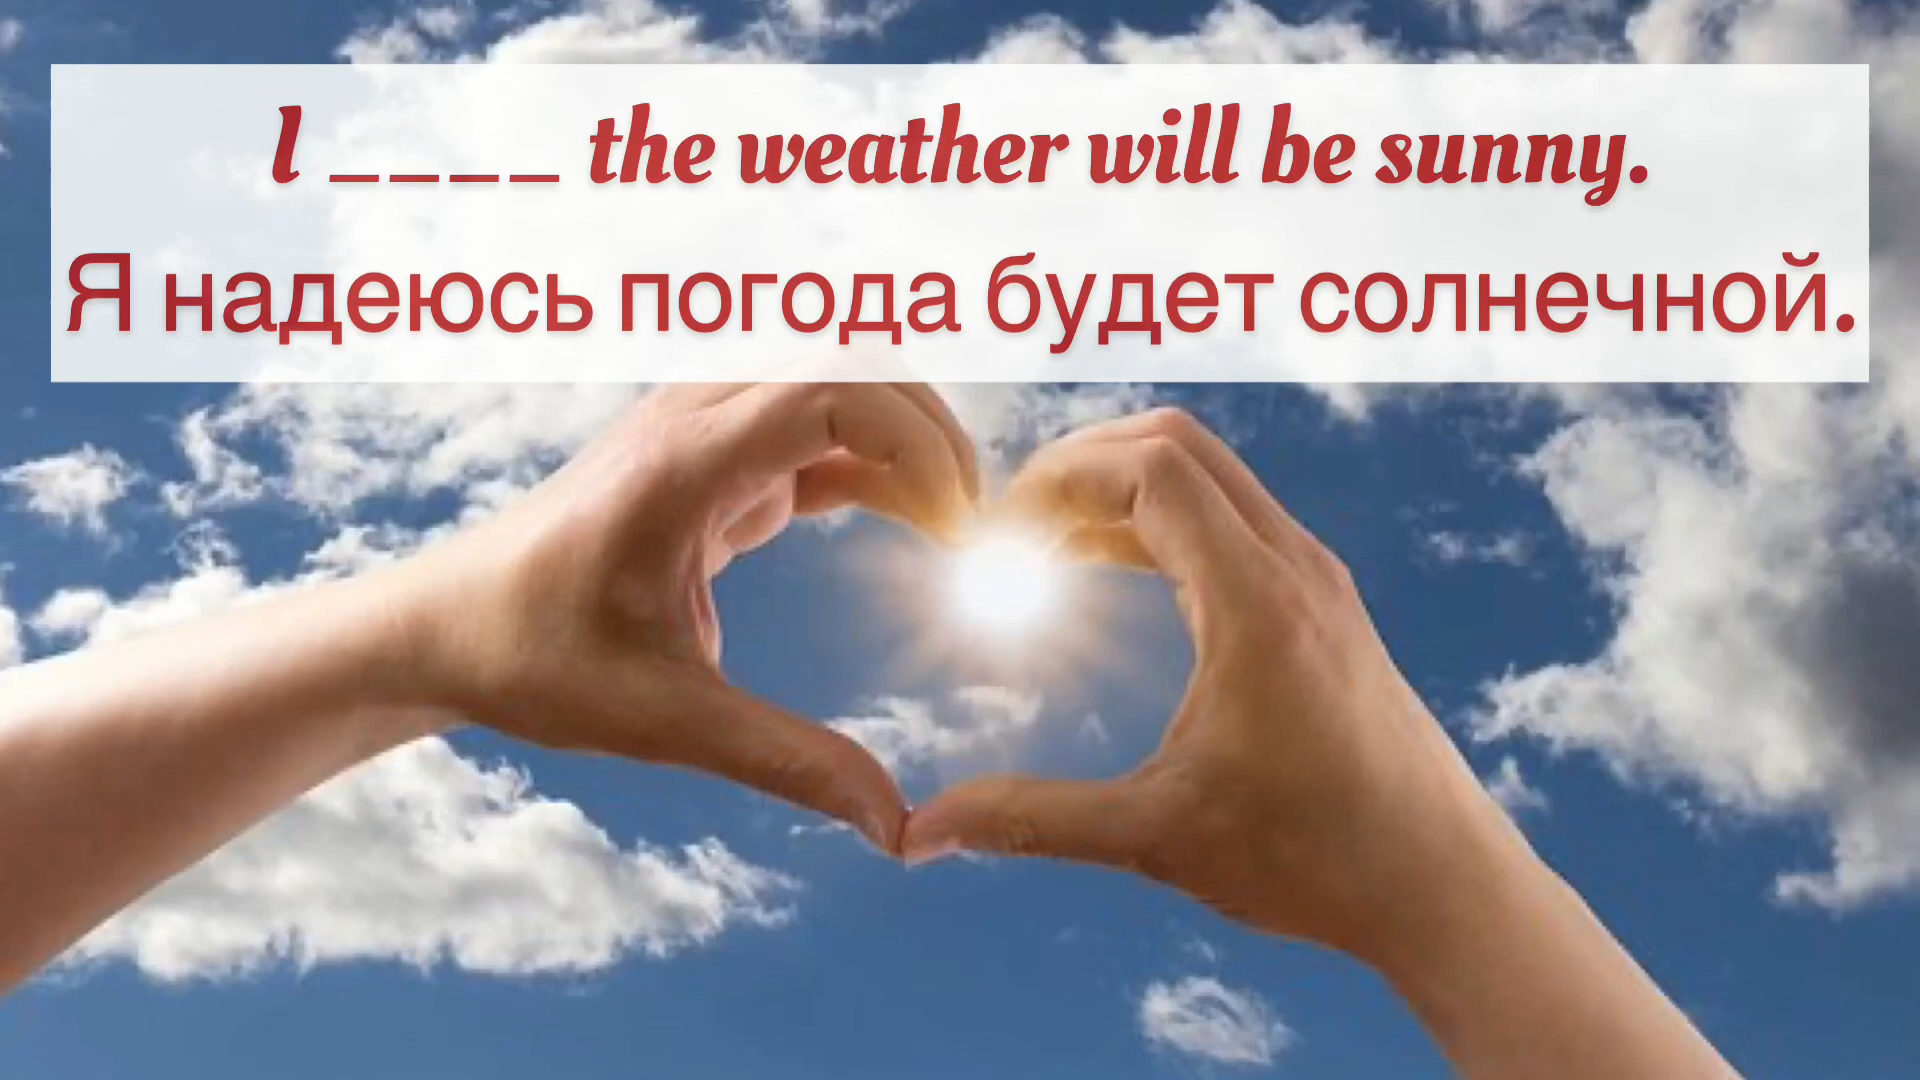 I ____ the weather will be sunny.
Я надеюсь погода будет солнечной.